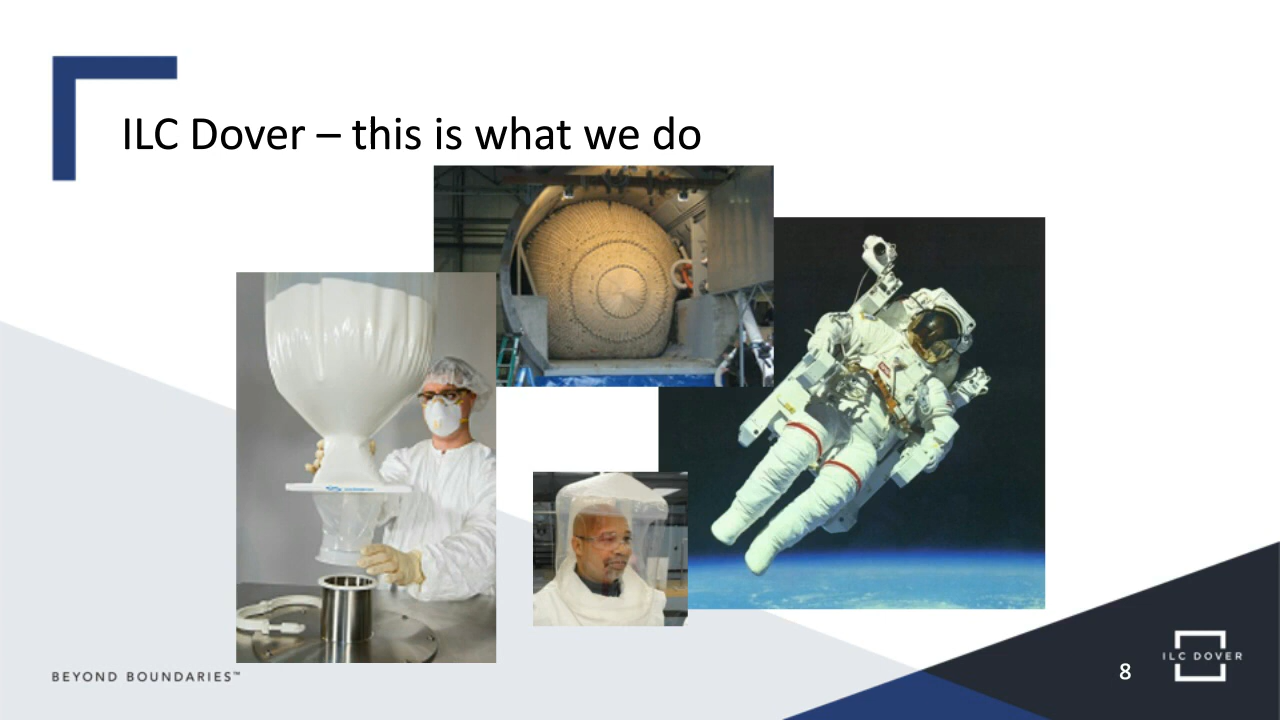 ILC Dover – this is what we do
BEYOND BOUNDARIES™
8
ILC DOVER